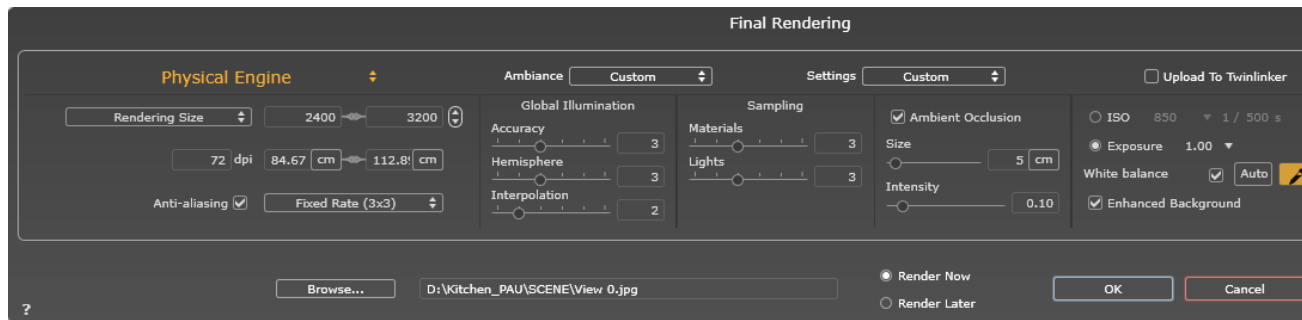 Final Rendering
Physical Engine Ambiance Custom Settings Custom Upload To Twinlinker
Rendering Size 2400 3200 Global Illumination Sampling Ambient Occlusion ISO 850 1 / 500 s
Accuracy 3 Materials 3 Size 5 cm Exposure 1.00
72 dpi 84.67 cm 112.89 cm Hemisphere 3 Lights 3 White balance Auto
Anti-aliasing Fixed Rate (3x3) Interpolation 2 Intensity 0.10 Enhanced Background
Browse... D:\Kitchen_PAU\SCENE\View 0.jpg Render Now OK Cancel
? Render Later